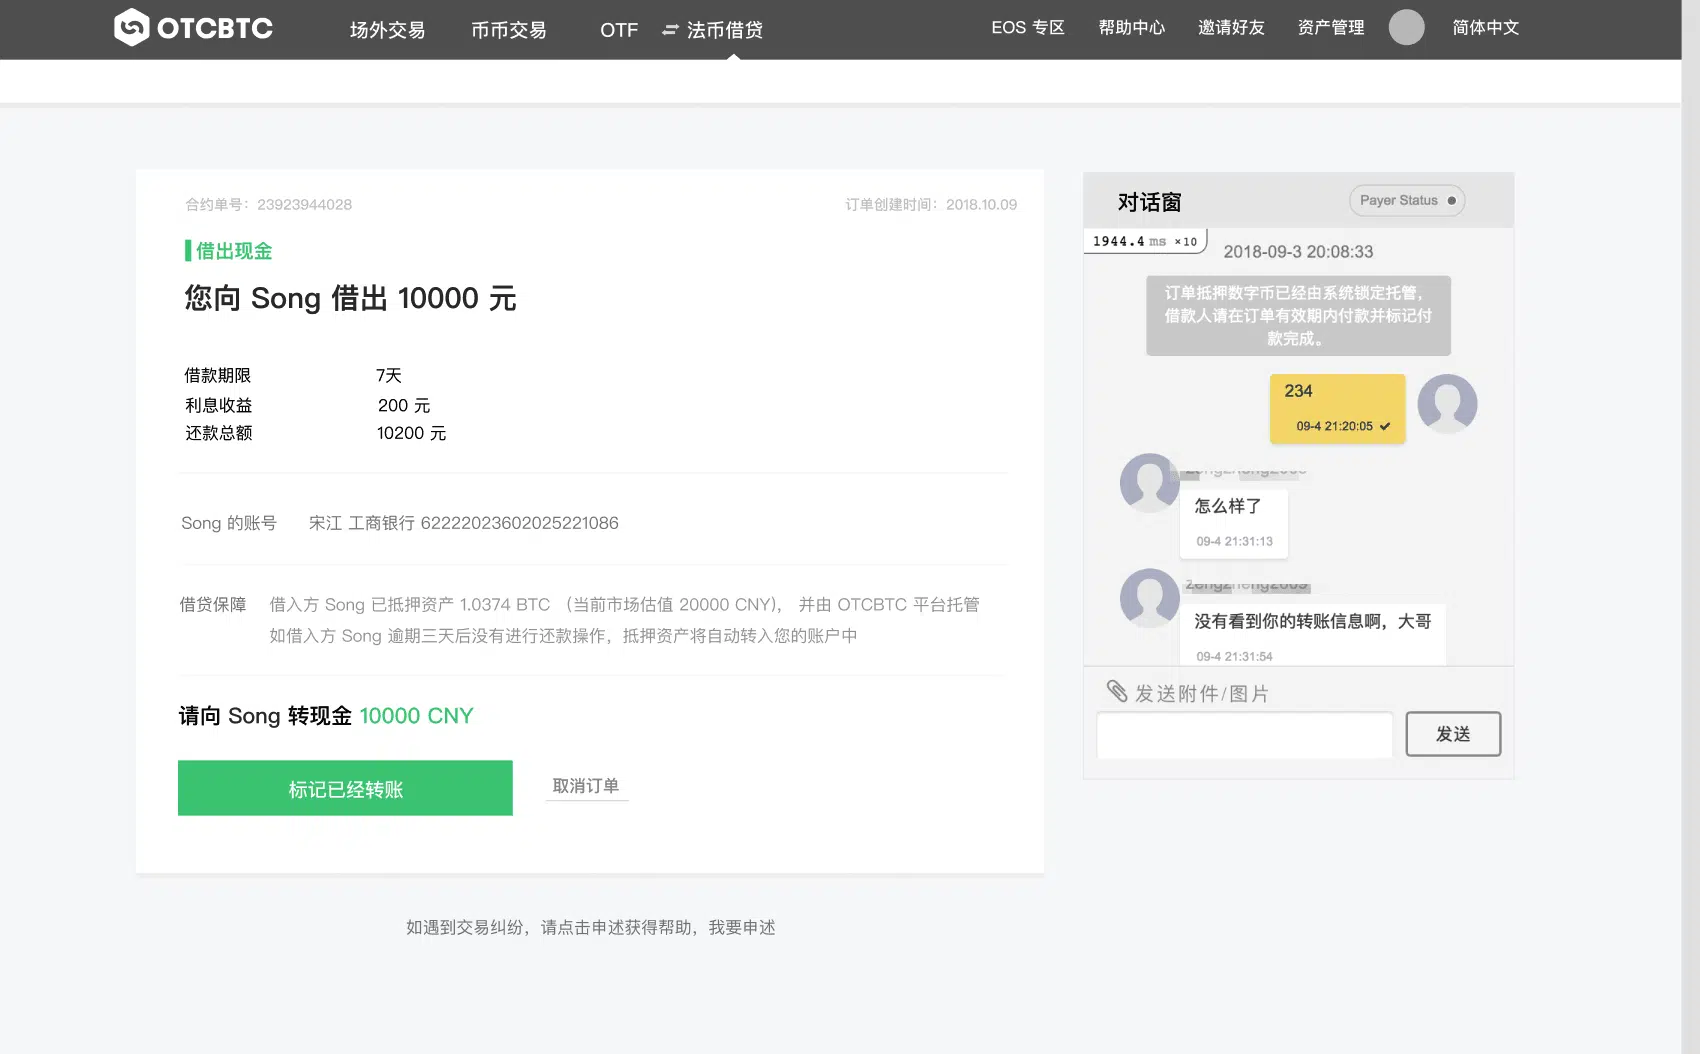 OTCBTC
场外交易
币币交易
OTF
法币借贷
EOS 专区
帮助中心
邀请好友
资产管理
简体中文
合约单号：23923944028
订单创建时间：2018.10.09
借出现金
您向 Song 借出 10000 元
借款期限 7天
利息收益 200 元
还款总额 10200 元
Song 的账号 宋江 工商银行 62222023602025221086
借贷保障 借入方 Song 已抵押资产 1.0374 BTC （当前市场估值 20000 CNY)， 并由 OTCBTC 平台托管
如借入方 Song 逾期三天后没有进行还款操作，抵押资产将自动转入您的账户中
请向 Song 转现金 10000 CNY
标记已经转账
取消订单
如遇到交易纠纷，请点击申述获得帮助，我要申述
对话窗
Payer Status
1944.4 ms ×10
2018-09-3 20:08:33
订单抵押数字币已经由系统锁定托管，
借款人请在订单有效期内付款并标记付
款完成。
234
09-4 21:20:05
怎么样了
09-4 21:31:13
没有看到你的转账信息啊，大哥
09-4 21:31:54
发送附件/图片
发送